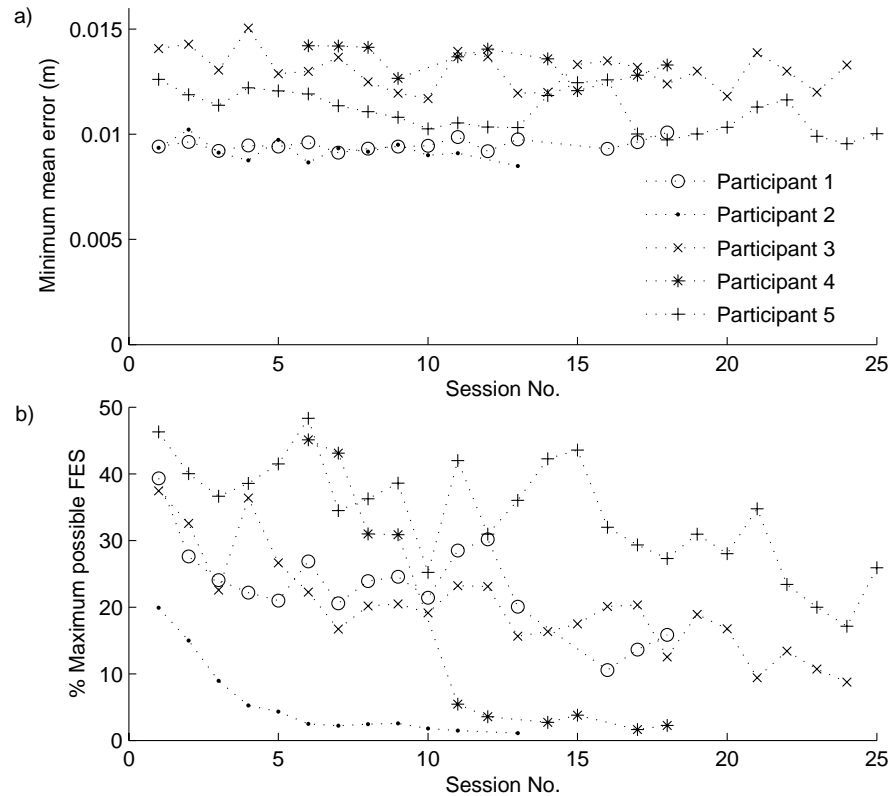 a)
0.015
0.01
0.005
0
Minimum mean error (m)
0 5 10 15 20 25
Session No.
Participant 1
Participant 2
Participant 3
Participant 4
Participant 5
b)
50
40
30
20
10
0
% Maximum possible FES
0 5 10 15 20 25
Session No.